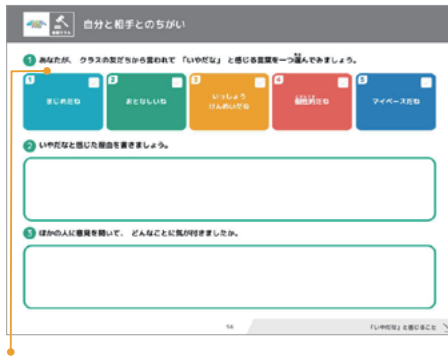 自分と相手とのちがい
1 あなたが、クラスの友だちから言われて「いやだな」と感じる言葉を一つ選んでみましょう。
1 まじめだね
2 おとなしいね
3 いっしょう
けんめいだね
4 個性的だね
5 マイペースだね
2 いやだなと感じた理由を書きましょう。
3 ほかの人に意見を聞いて、どんなことに気が付きましたか。
「いやだな」と感じること